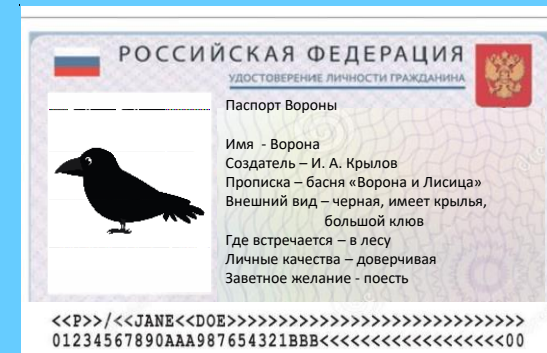 РОССИЙСКАЯ ФЕДЕРАЦИЯ
УДОСТОВЕРЕНИЕ ЛИЧНОСТИ ГРАЖДАНИНА
Паспорт Вороны
Имя  - Ворона
Создатель – И. А. Крылов
Прописка – басня «Ворона и Лисица»
Внешний вид – черная, имеет крылья,
большой клюв
Где встречается – в лесу
Личные качества – доверчивая
Заветное желание - поесть
<<P>>/<<JANE<<DOE>>>>>>>>>>>>>>>>>>>>>>>>>>>>>
01234567890AAA987654321BBB<<<<<<<<<<<<<<<<<<00